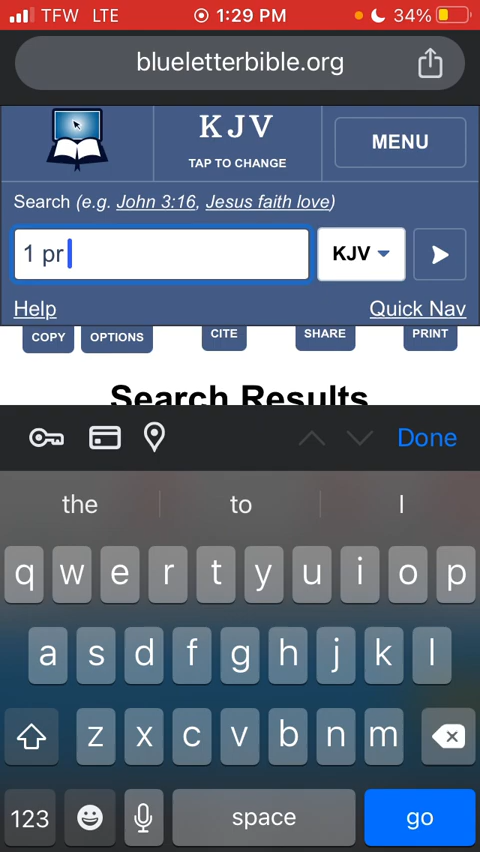 TFW LTE 1:29 PM 34%
blueletterbible.org
KJV
TAP TO CHANGE
MENU
Search (e.g. John 3:16, Jesus faith love)
1 pr
KJV
Help Quick Nav
COPY OPTIONS CITE SHARE PRINT
Search Results
Done
the to I
q w e r t y u i o p
a s d f g h j k l
z x c v b n m
123 space go